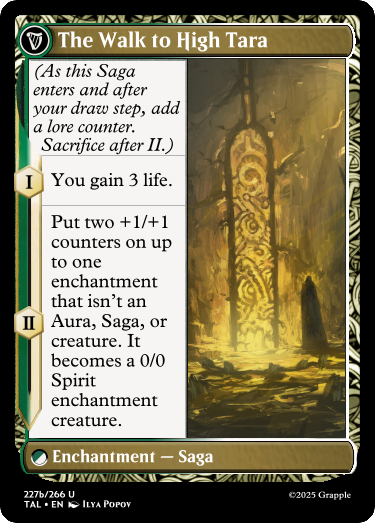 The Walk to High Tara
(As this Saga
enters and after
your draw step, add
a lore counter.
Sacrifice after II.)
I
You gain 3 life.
II
Put two +1/+1
counters on up
to one
enchantment
that isn't an
Aura, Saga, or
creature. It
becomes a 0/0
Spirit
enchantment
creature.
Enchantment — Saga
227b/266 U
TAL • EN Ilya Popov
©2025 Grapple